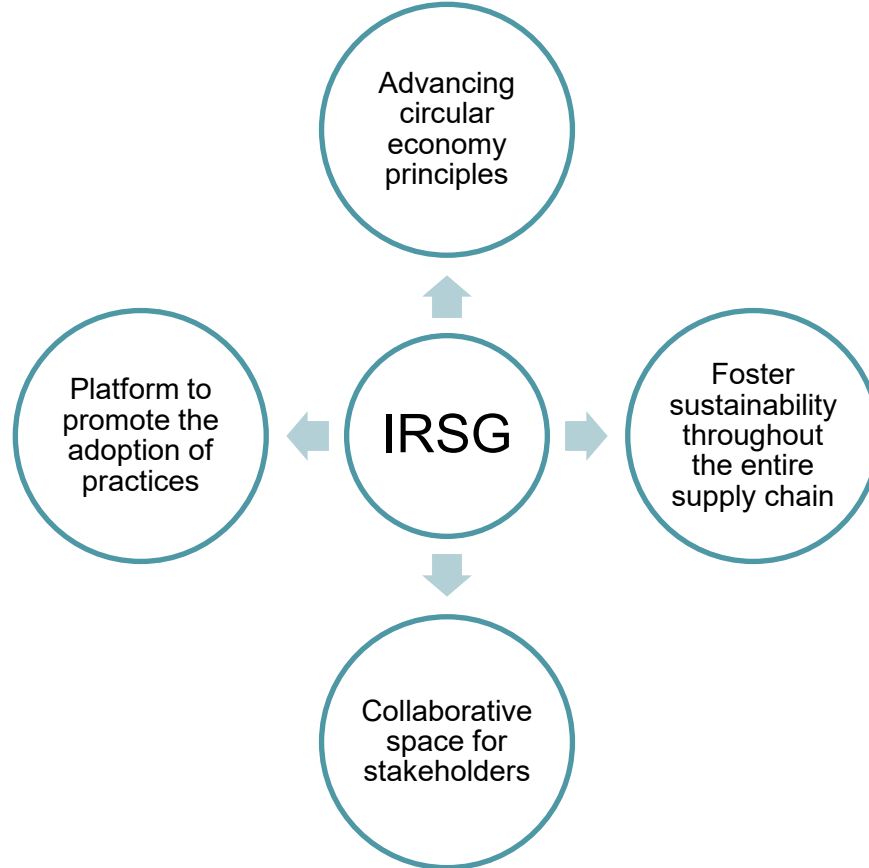 Advancing
circular
economy
principles
Platform to
promote the
adoption of
practices
IRSG
Foster
sustainability
throughout
the entire
supply chain
Collaborative
space for
stakeholders